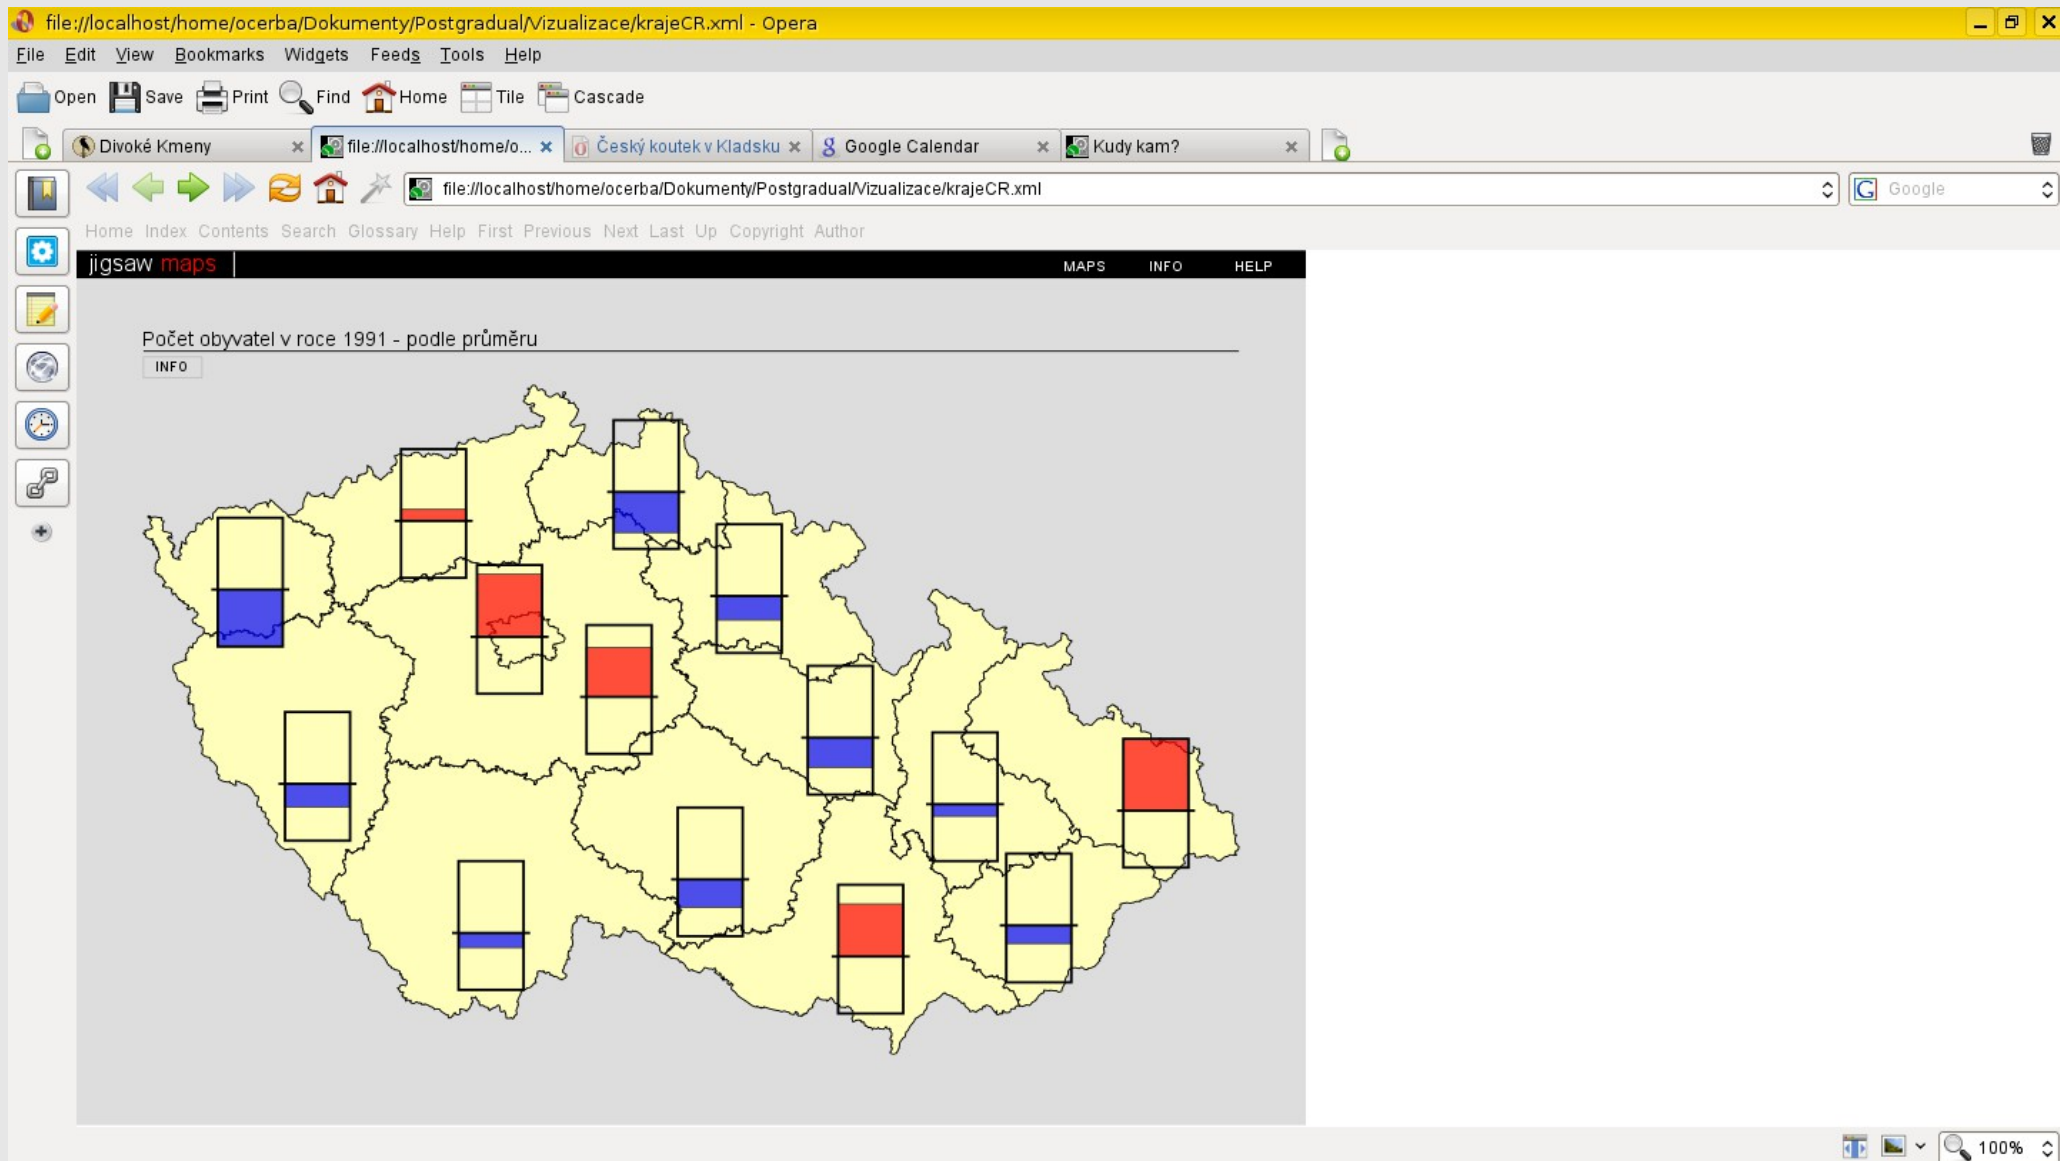 file://localhost/home/ocerba/Dokumenty/Postgradual/Vizualizace/krajeCR.xml - Opera
File Edit View Bookmarks Widgets Feeds Tools Help
Open Save Print Find Home Tile Cascade
Divoké Kmeny file://localhost/home/o... Český koutek v Kladsku Google Calendar Kudy kam?
file://localhost/home/ocerba/Dokumenty/Postgradual/Vizualizace/krajeCR.xml Google
Home Index Contents Search Glossary Help First Previous Next Last Up Copyright Author
jigsaw maps MAPS INFO HELP
Počet obyvatel v roce 1991 - podle průměru
INFO
100%